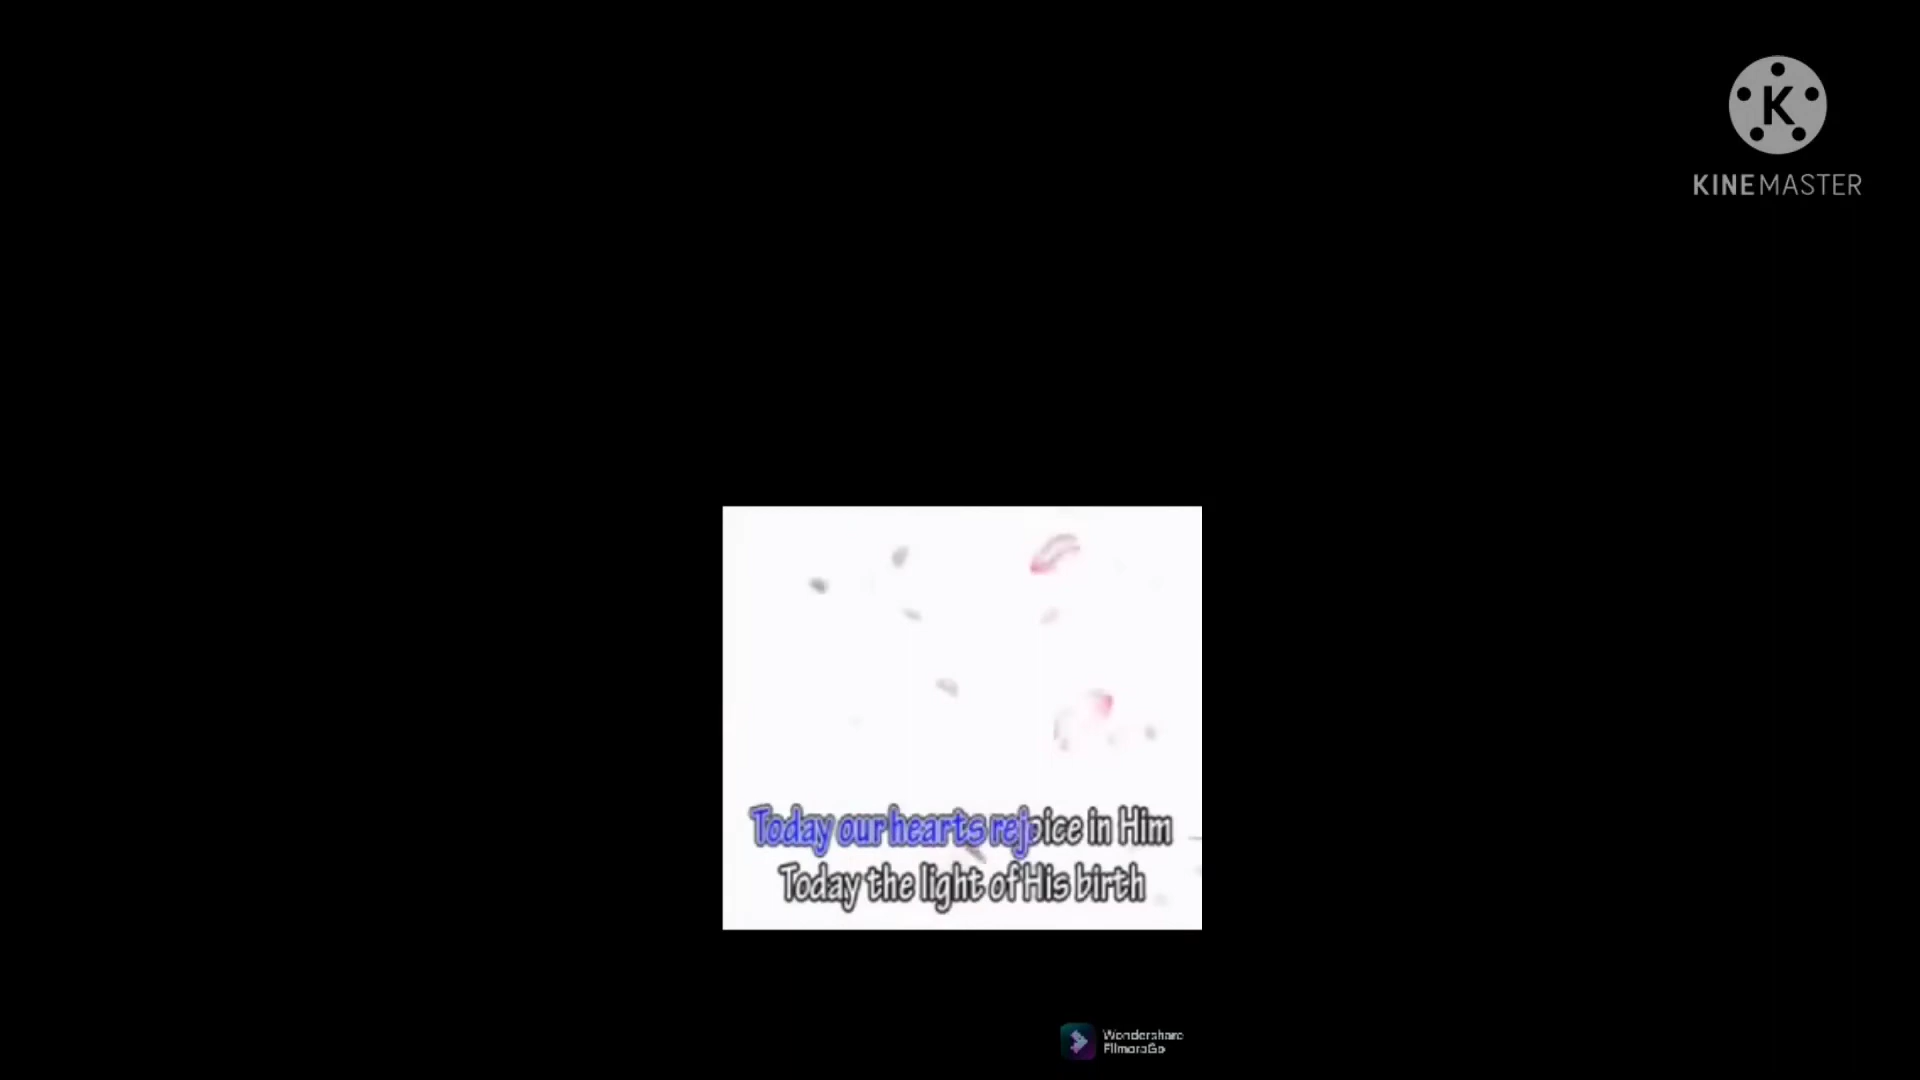 K
KINEMASTER
Today our hearts rejoice in Him
Today the light of His birth
Wondershare
FilmoraGo